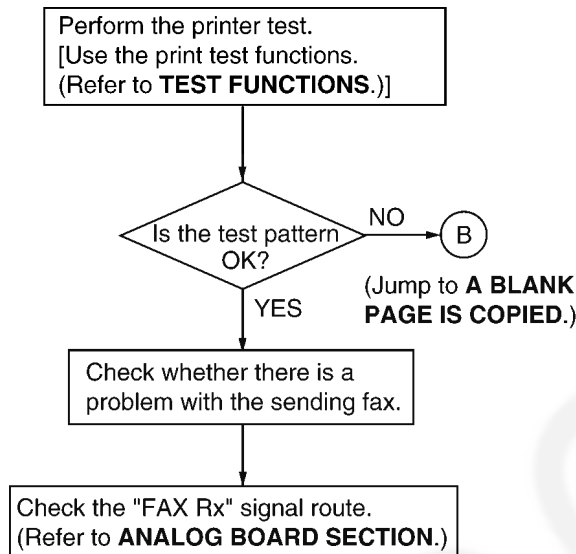 Perform the printer test.
[Use the print test functions.
(Refer to TEST FUNCTIONS.)]
Is the test pattern
OK?
NO
B
(Jump to A BLANK
PAGE IS COPIED.)
YES
Check whether there is a
problem with the sending fax.
Check the "FAX Rx" signal route.
(Refer to ANALOG BOARD SECTION.)